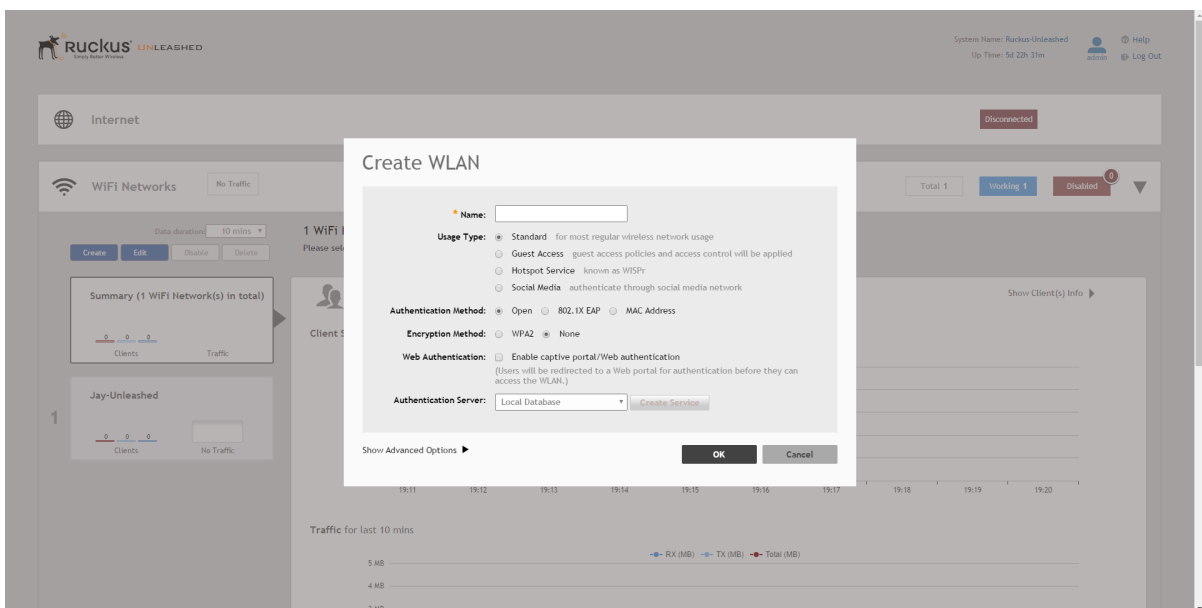 Ruckus UNLEASHED
Simply Better Wireless.
System Name: Ruckus-Unleashed
Up Time: 5d 22h 31m
admin
Help
Log Out
Internet
Disconnected
WiFi Networks
No Traffic
Total 1
Working 1
Disabled
0
Data duration: 10 mins
Create Edit Disable Delete
1 WiFi
Please sel
Summary (1 WiFi Network(s) in total)
0 0 0
Clients Traffic
Client S
Show Client(s) Info
1
Jay-Unleashed
0 0 0
Clients No Traffic
Create WLAN
* Name:
Usage Type: Standard for most regular wireless network usage
Guest Access guest access policies and access control will be applied
Hotspot Service known as WISPr
Social Media authenticate through social media network
Authentication Method: Open 802.1X EAP MAC Address
Encryption Method: WPA2 None
Web Authentication: Enable captive portal/Web authentication
(Users will be redirected to a Web portal for authentication before they can
access the WLAN.)
Authentication Server: Local Database Create Service
Show Advanced Options
OK Cancel
19:11 19:12 19:13 19:14 19:15 19:16 19:17 19:18 19:19 19:20
Traffic for last 10 mins
RX (MB) TX (MB) Total (MB)
5 MB
4 MB
3 MB